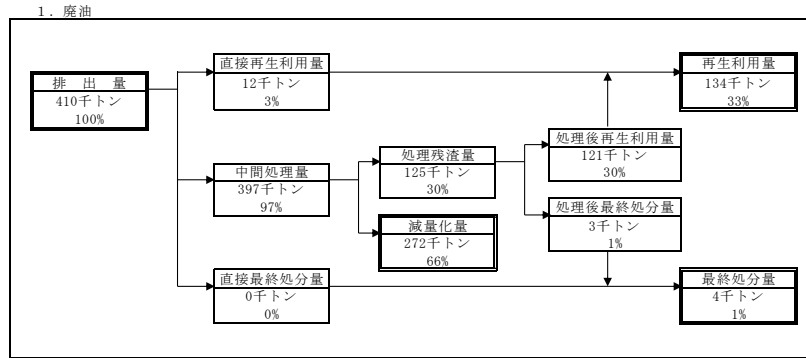 1．廃油
排　出　量
410千トン
100%
直接再生利用量
12千トン
3%
再生利用量
134千トン
33%
中間処理量
397千トン
97%
処理残渣量
125千トン
30%
処理後再生利用量
121千トン
30%
減量化量
272千トン
66%
処理後最終処分量
3千トン
1%
直接最終処分量
0千トン
0%
最終処分量
4千トン
1%